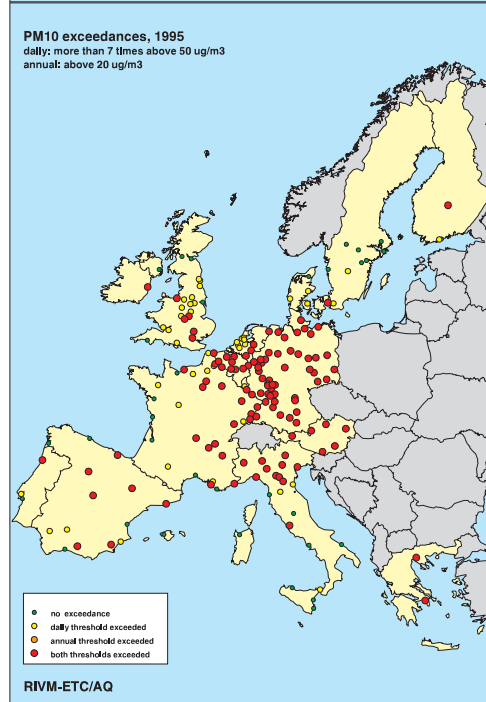 PM10 exceedances, 1995
daily: more than 7 times above 50 ug/m3
annual: above 20 ug/m3
no exceedance
daily threshold exceeded
annual threshold exceeded
both thresholds exceeded
RIVM-ETC/AQ